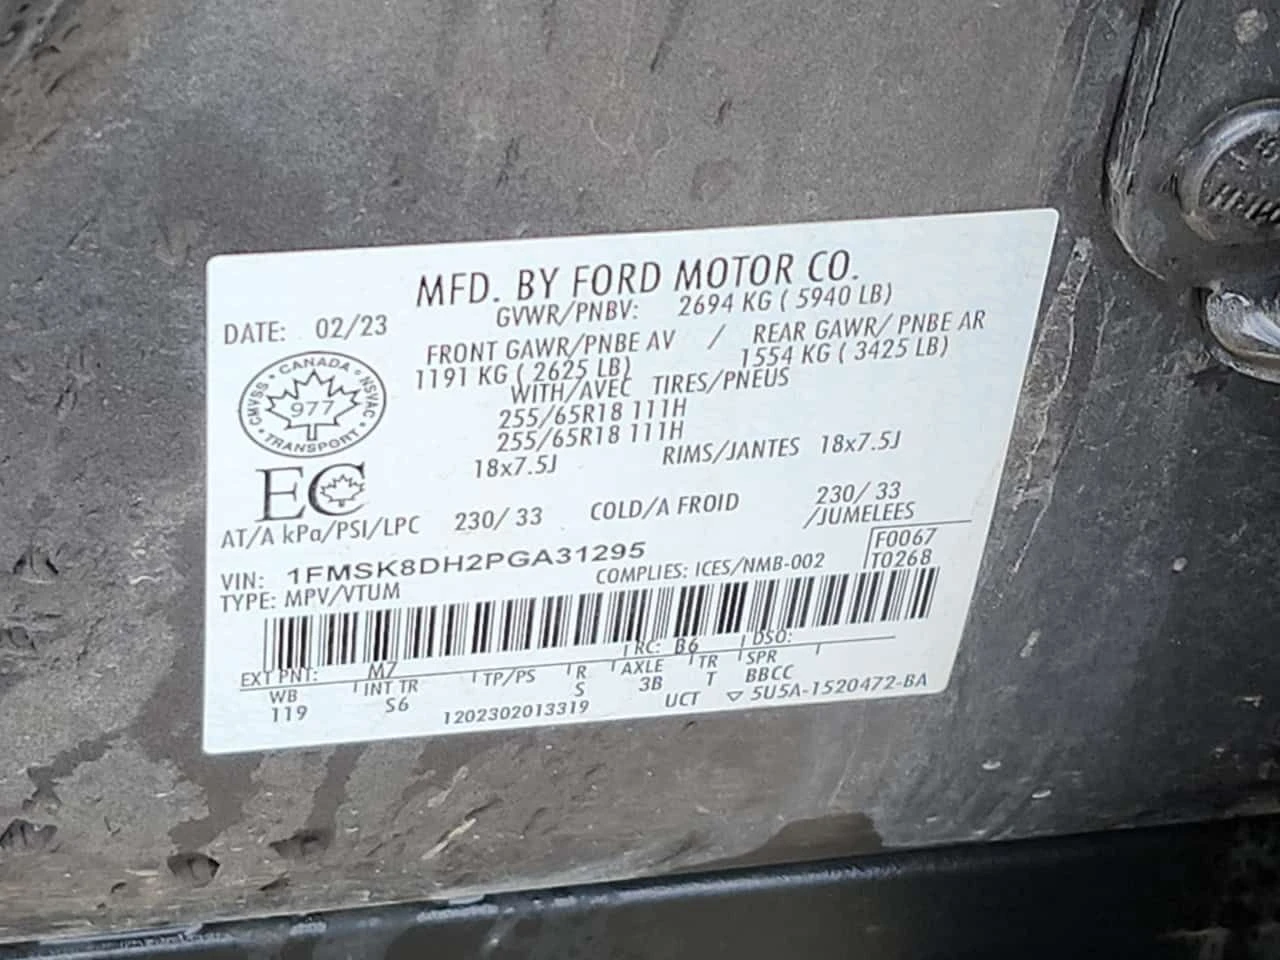 MFD. BY FORD MOTOR CO.
DATE: 02/23
GVWR/PNBV: 2694 KG ( 5940 LB)
FRONT GAWR/PNBE AV / REAR GAWR/ PNBE AR
1191 KG ( 2625 LB) 1554 KG ( 3425 LB)
WITH/AVEC TIRES/PNEUS
255/65R18 111H
255/65R18 111H
18x7.5J RIMS/JANTES 18x7.5J
CANADA
CMVSS NSVAC
977
TRANSPORT
EC
AT/A kPa/PSI/LPC 230/ 33 COLD/A FROID 230/ 33
/JUMELEES
VIN: 1FMSK8DH2PGA31295
F0067
TYPE: MPV/VTUM COMPLIES: ICES/NMB-002 T0268
EXT PNT: M7 RC: B6 DSO:
WB INT TR TP/PS R AXLE TR SPR
119 S6 S 3B T BBCC
1202302013319 UCT ▽ 5U5A-1520472-BA